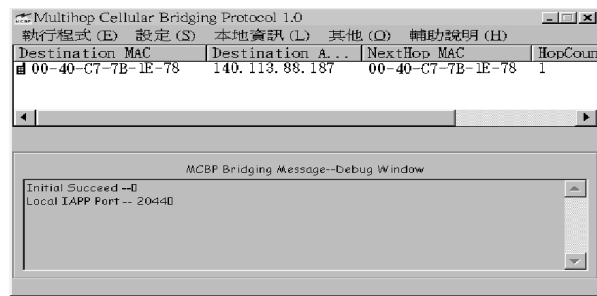 Multihop Cellular Bridging Protocol 1.0
執行程式(E) 設定(S) 本地資訊(L) 其他(O) 輔助說明(H)
Destination MAC Destination A... NextHop MAC HopCoun
00-40-C7-7B-1E-78 140.113.88.187 00-40-C7-7B-1E-78 1
MCBP Bridging Message--Debug Window
Initial Succeed --▯
Local IAPP Port -- 2044▯